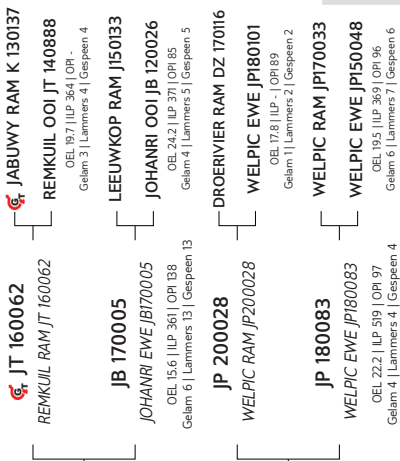 GT JT 160062
REMKUIL RAM JT 160062
JB 170005
JOHANRI EWE JB170005
OEL 15.6 | ILP 361 | OPI 138
Gelam 6 | Lammers 13 | Gespeen 13
JP 200028
WELPIC RAM JP200028
JP 180083
WELPIC EWE JP180083
OEL 22.2 | ILP 519 | OPI 97
Gelam 4 | Lammers 4 | Gespeen 4
GT JABUWY RAM K 130137
REMKUIL OOI JT 140888
OEL 19.7 | ILP 364 | OPI -
Gelam 3 | Lammers 4 | Gespeen 4
LEEUWKOP RAM JJ150133
JOHANRI OOI JB 120026
OEL 24.2 | ILP 371 | OPI 85
Gelam 4 | Lammers 5 | Gespeen 5
DROERIVIER RAM DZ 170116
WELPIC EWE JP180101
OEL 17.8 | ILP - | OPI 89
Gelam 1 | Lammers 2 | Gespeen 2
WELPIC RAM JP170033
WELPIC EWE JP150048
OEL 19.5 | ILP 369 | OPI 96
Gelam 6 | Lammers 7 | Gespeen 6